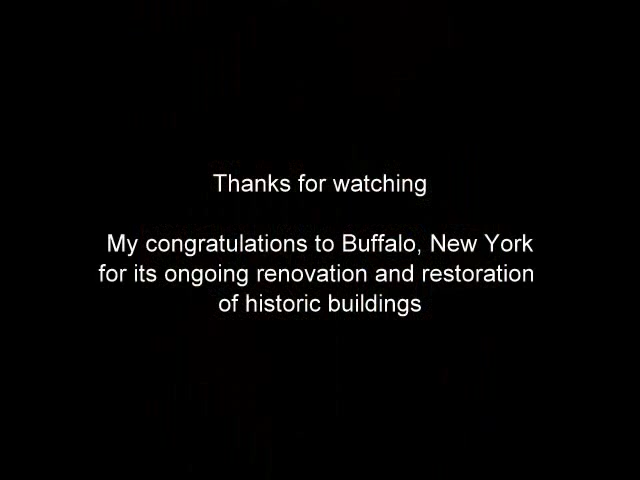 Thanks for watching
My congratulations to Buffalo, New York
for its ongoing renovation and restoration
of historic buildings